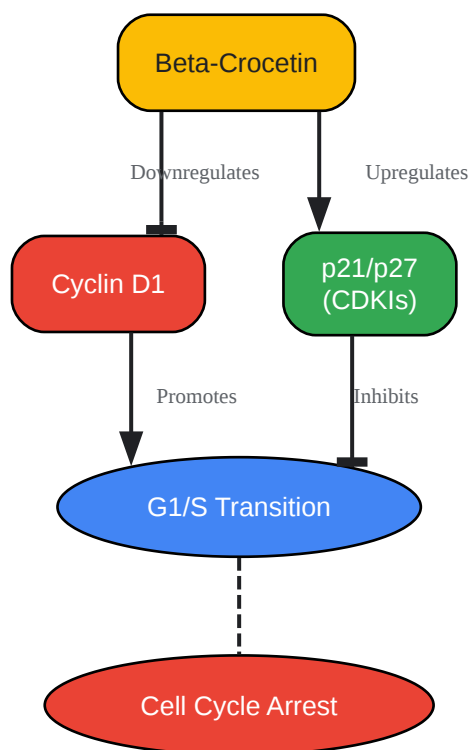 Beta-Crocetin
Downregulates
Upregulates
Cyclin D1
p21/p27
(CDKIs)
Promotes
Inhibits
G1/S Transition
Cell Cycle Arrest